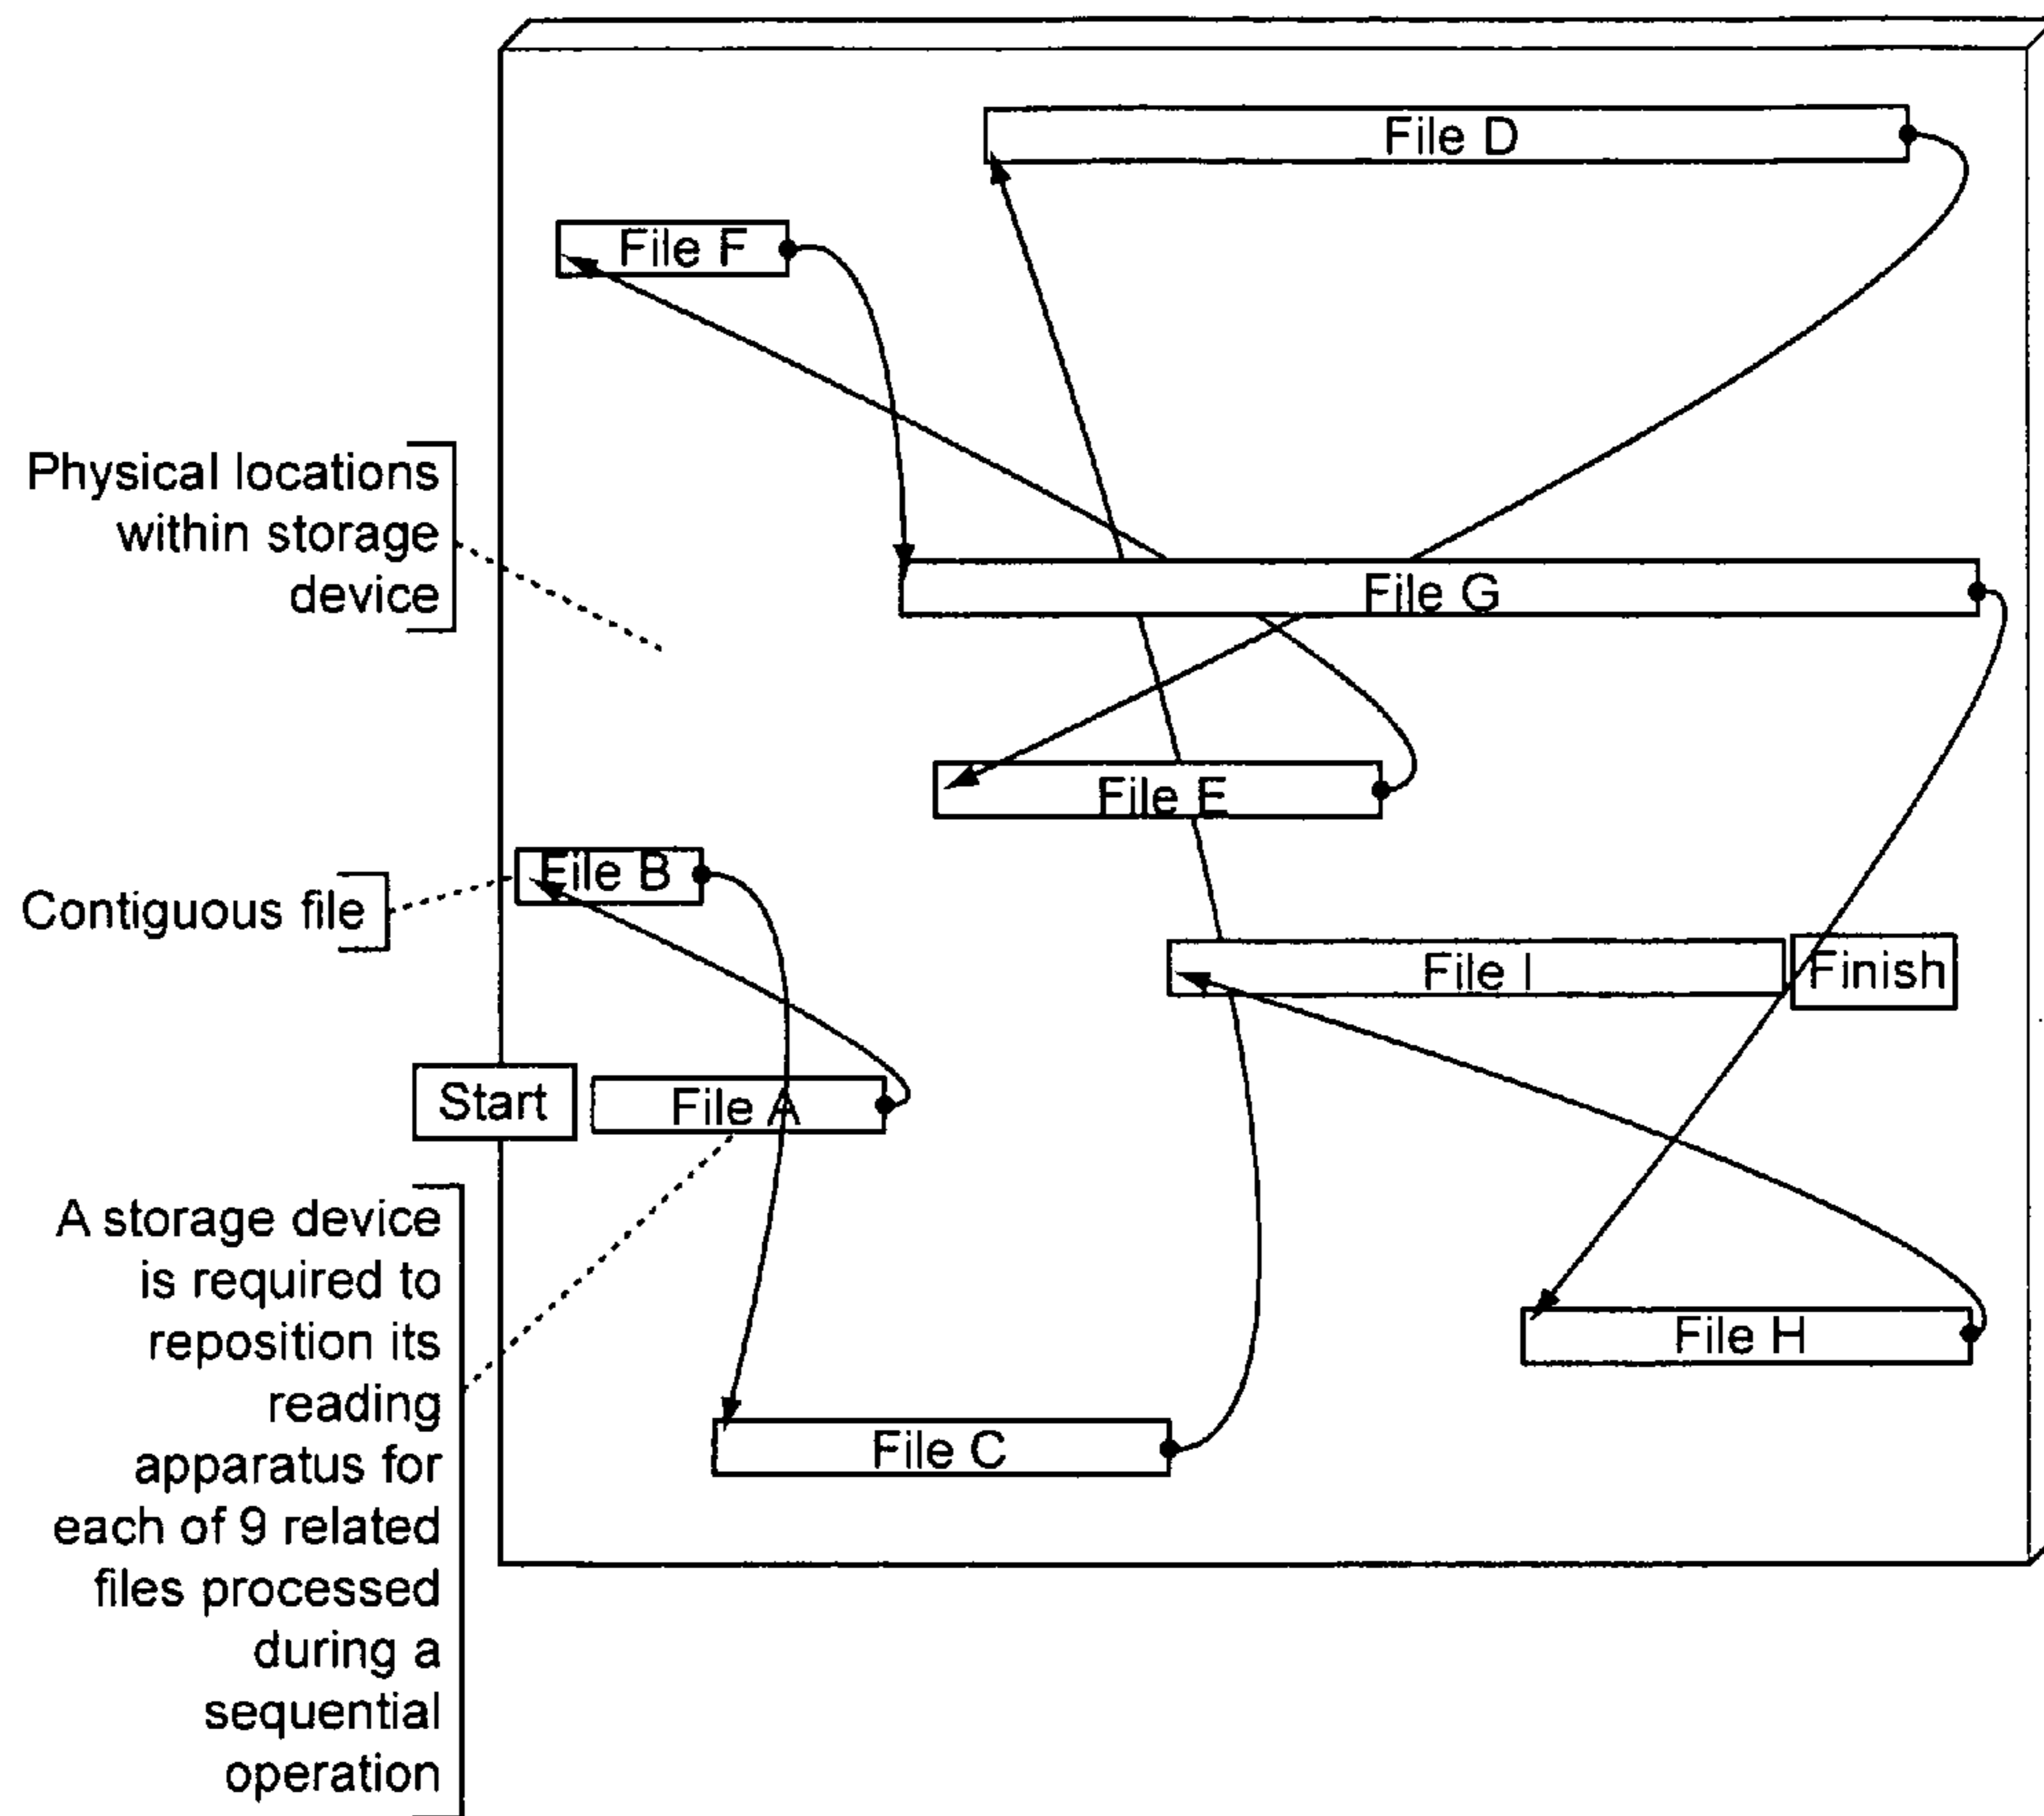 File D
File F
Physical locations
within storage
device
File G
File E
File B
Contiguous file
File I
Finish
Start
File A
A storage device
is required to
reposition its
reading
apparatus for
each of 9 related
files processed
during a
sequential
operation
File H
File C